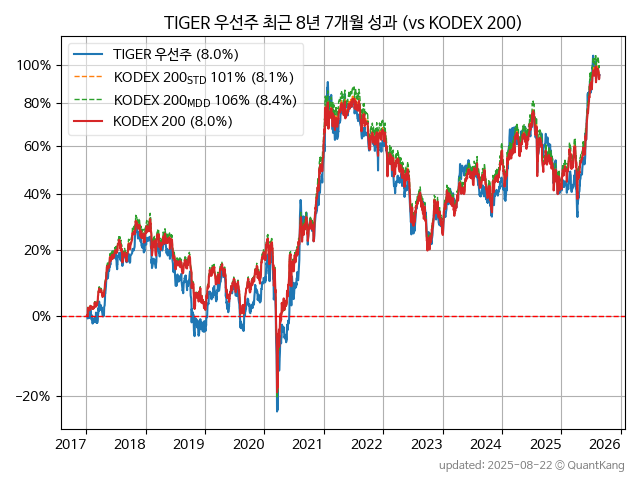 TIGER 우선주 최근 8년 7개월 성과 (vs KODEX 200)
TIGER 우선주 (8.0%)
KODEX 200STD 101% (8.1%)
KODEX 200MDD 106% (8.4%)
KODEX 200 (8.0%)
100%
80%
60%
40%
20%
0%
−20%
2017 2018 2019 2020 2021 2022 2023 2024 2025 2026
updated: 2025-08-22 © QuantKang